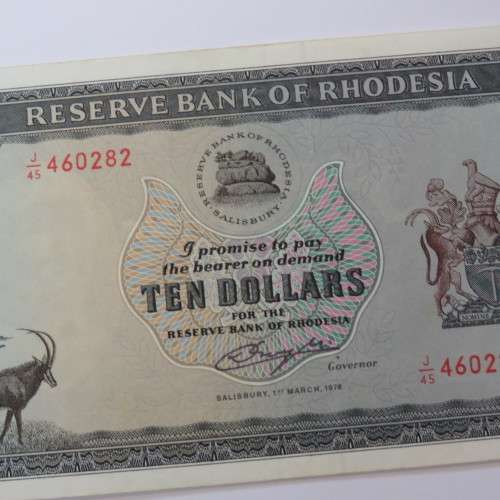 RESERVE BANK OF RHODESIA
J/45 460282
RESERVE BANK OF RHODESIA
SALISBURY
I promise to pay
the bearer on demand
TEN DOLLARS
FOR THE
RESERVE BANK OF RHODESIA
Governor
SALISBURY, 1ST MARCH, 1976
J/45 4602